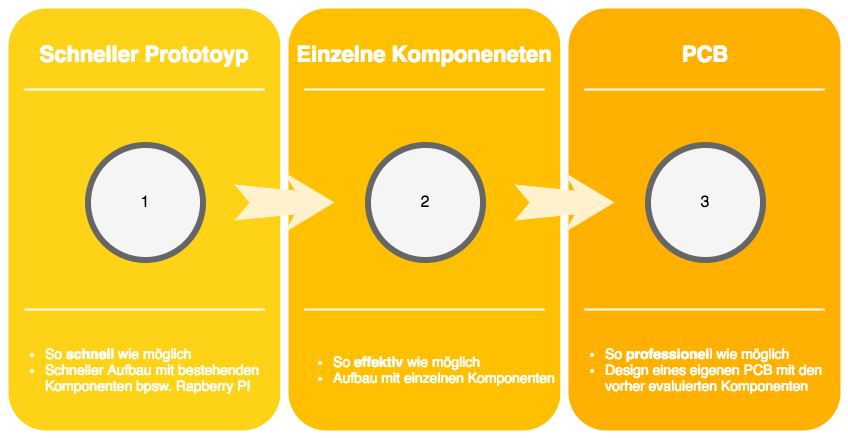 Schneller Prototoyp
1
• So schnell wie möglich
• Schneller Aufbau mit bestehenden
Komponenten bpsw. Rapberry PI
Einzelne Komponeneten
2
• So effektiv wie möglich
• Aufbau mit einzelnen Komponenten
PCB
3
• So professionell wie möglich
• Design eines eigenen PCB mit den
vorher evaluierten Komponenten